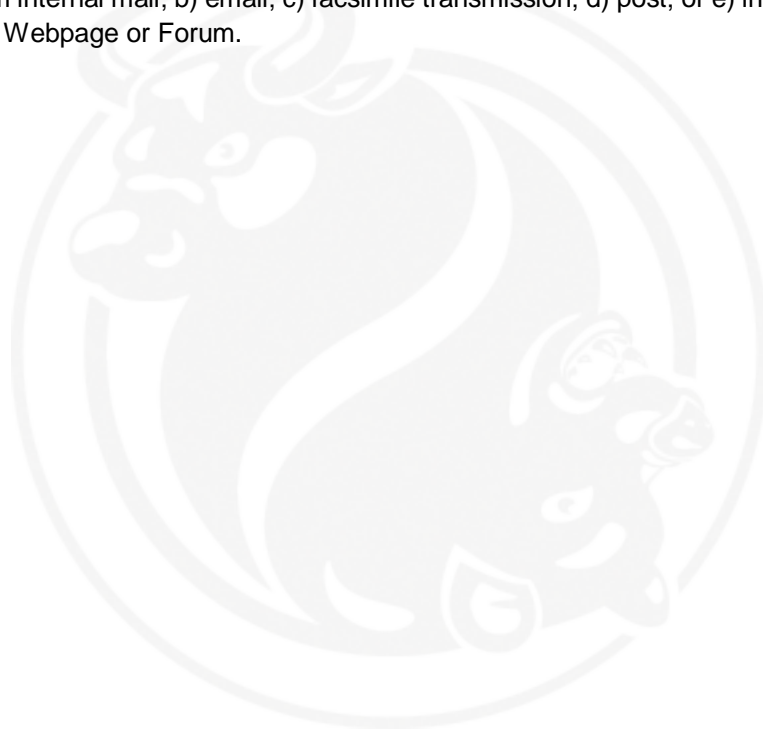 internal mail, b) email, c) facsimile transmission, d) post, or e) in
Webpage or Forum.